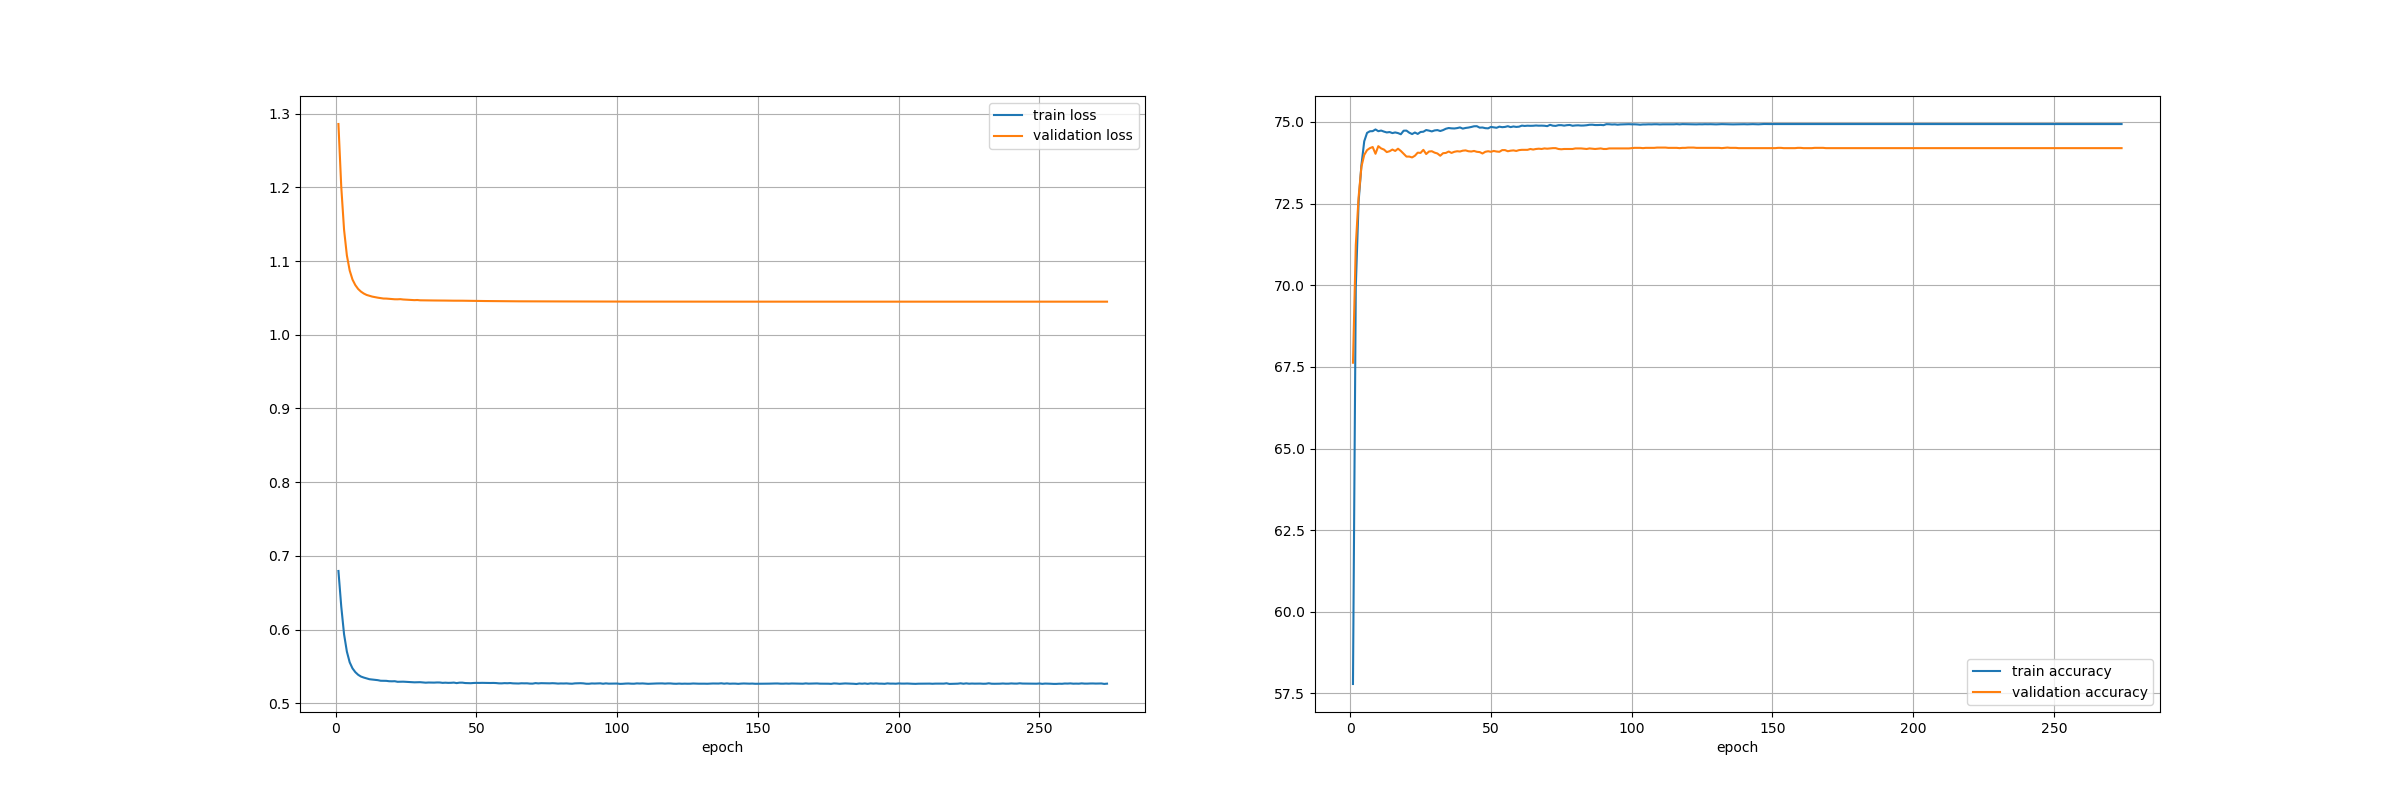 1.3
1.2
1.1
1.0
0.9
0.8
0.7
0.6
0.5
0 50 100 150 200 250
epoch
train loss
validation loss
75.0
72.5
70.0
67.5
65.0
62.5
60.0
57.5
0 50 100 150 200 250
epoch
train accuracy
validation accuracy